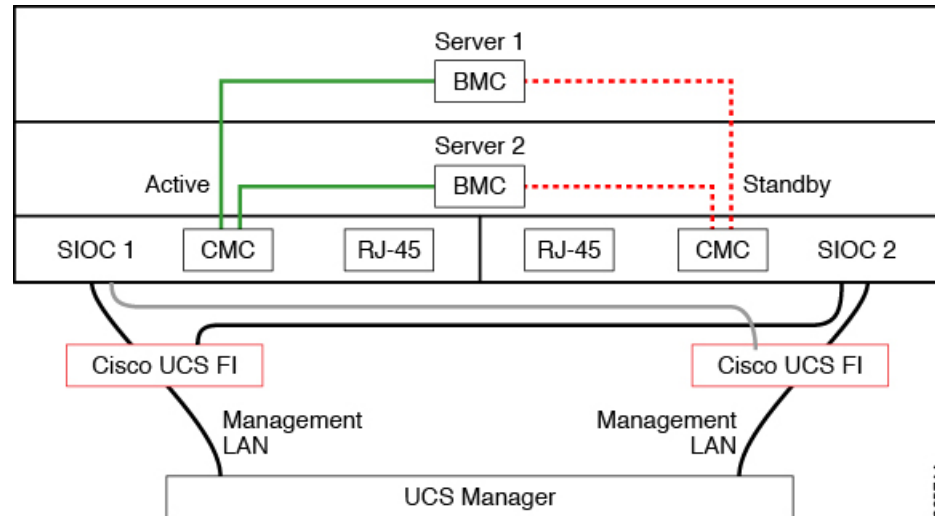 Server 1
BMC
Server 2
Active
BMC
Standby
SIOC 1
CMC
RJ-45
RJ-45
CMC
SIOC 2
Cisco UCS FI
Cisco UCS FI
Management
LAN
Management
LAN
UCS Manager